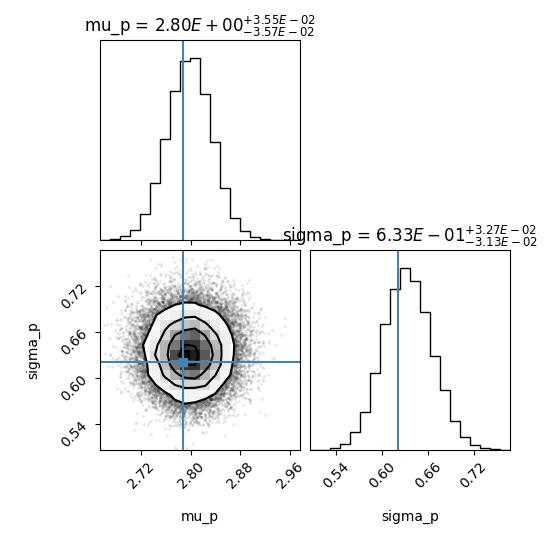 mu_p = 2.80E + 00+3.55E − 02
−3.57E − 02
sigma_p = 6.33E − 01+3.27E − 02
−3.13E − 02
sigma_p
0.72
0.66
0.60
0.54
2.72
2.80
2.88
2.96
mu_p
0.54
0.60
0.66
0.72
sigma_p